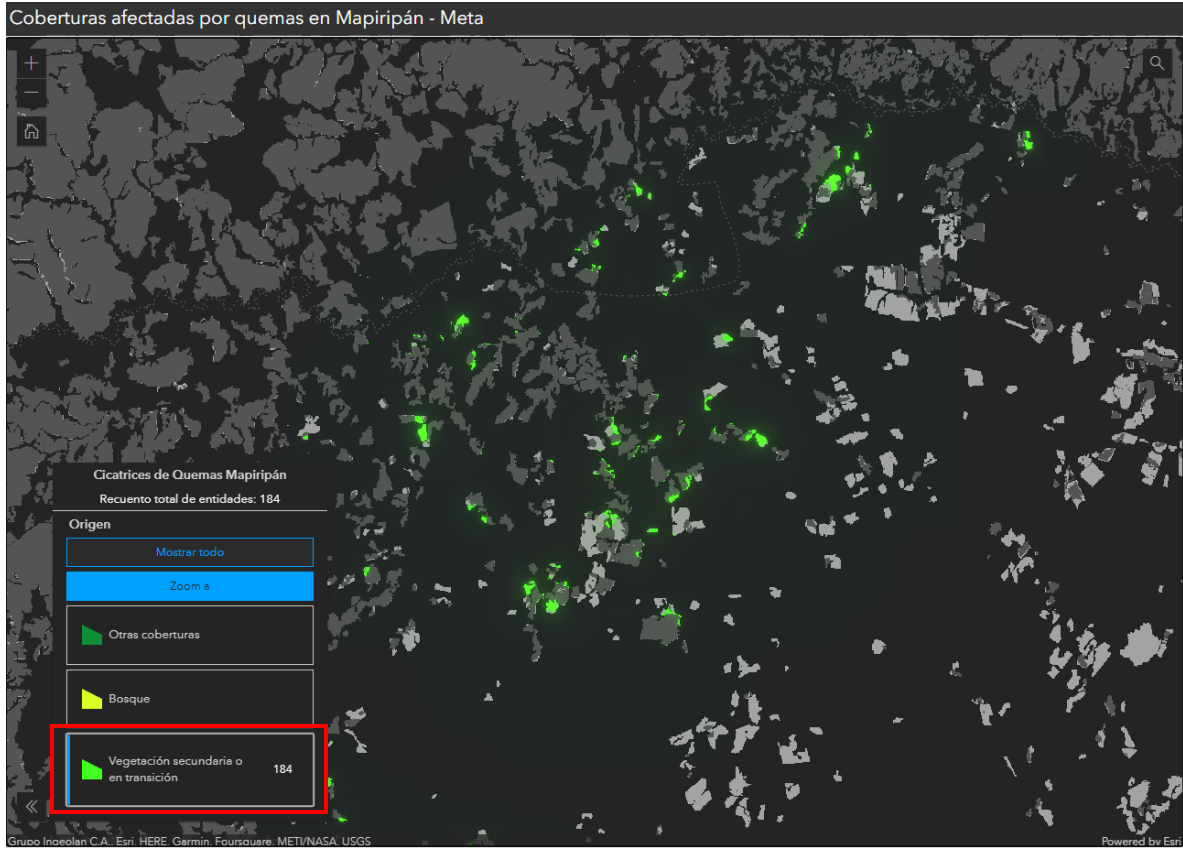 Coberturas afectadas por quemas en Mapiripán - Meta
Cicatrices de Quemas Mapiripán
Recuento total de entidades: 184
Origen
Mostrar todo
Zoom a
Otras coberturas
Bosque
Vegetación secundaria o
en transición
184
Grupo Ingeolan C.A., Esri, HERE, Garmin, Foursquare, METI/NASA, USGS
Powered by Esri